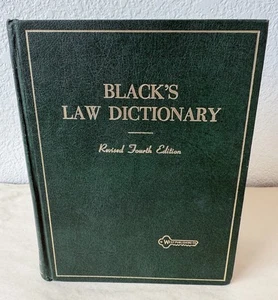 BLACK'S
LAW DICTIONARY
Revised Fourth Edition